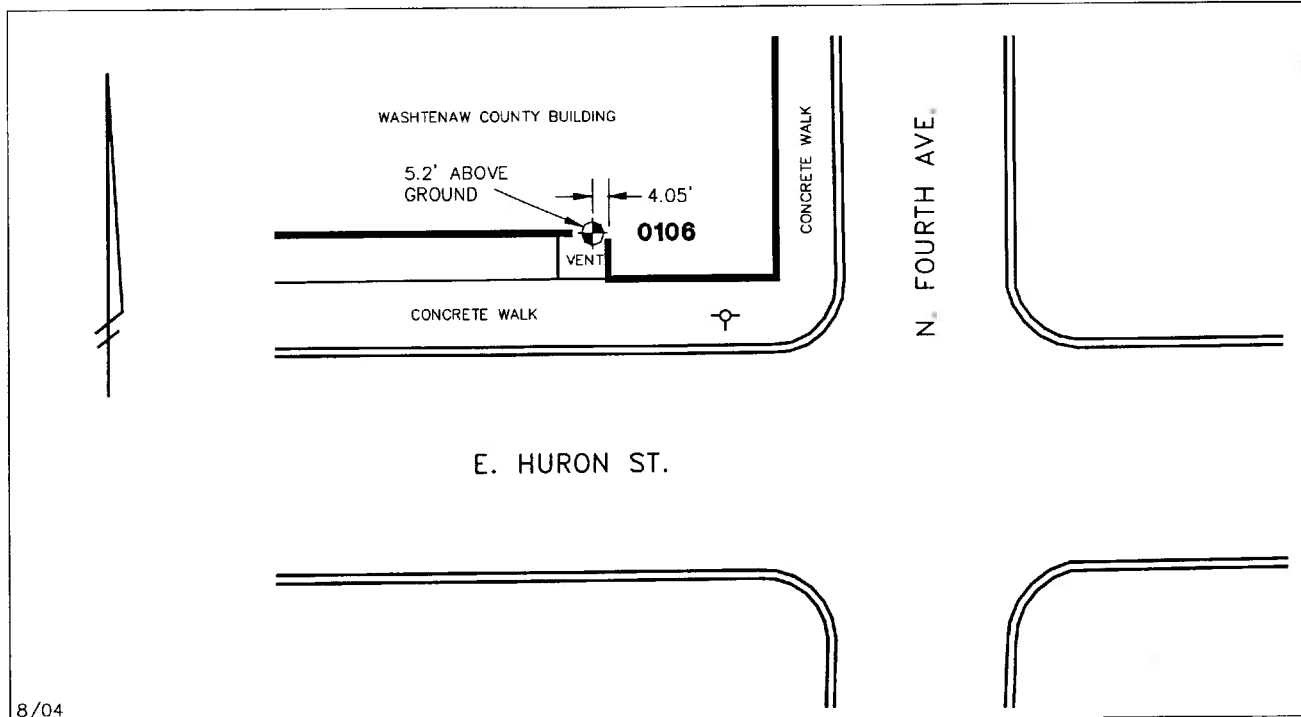 WASHTENAW COUNTY BUILDING
5.2' ABOVE
GROUND
4.05'
0106
VENT
CONCRETE WALK
CONCRETE WALK
N. FOURTH AVE.
E. HURON ST.
8/04